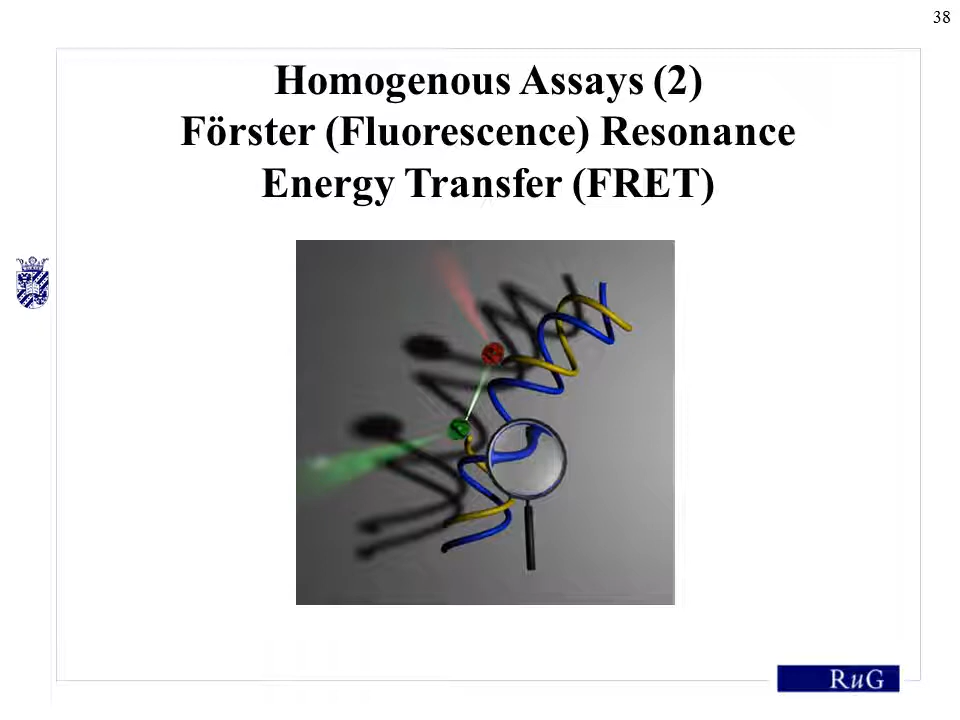 38
Homogenous Assays (2)
Förster (Fluorescence) Resonance
Energy Transfer (FRET)
RuG